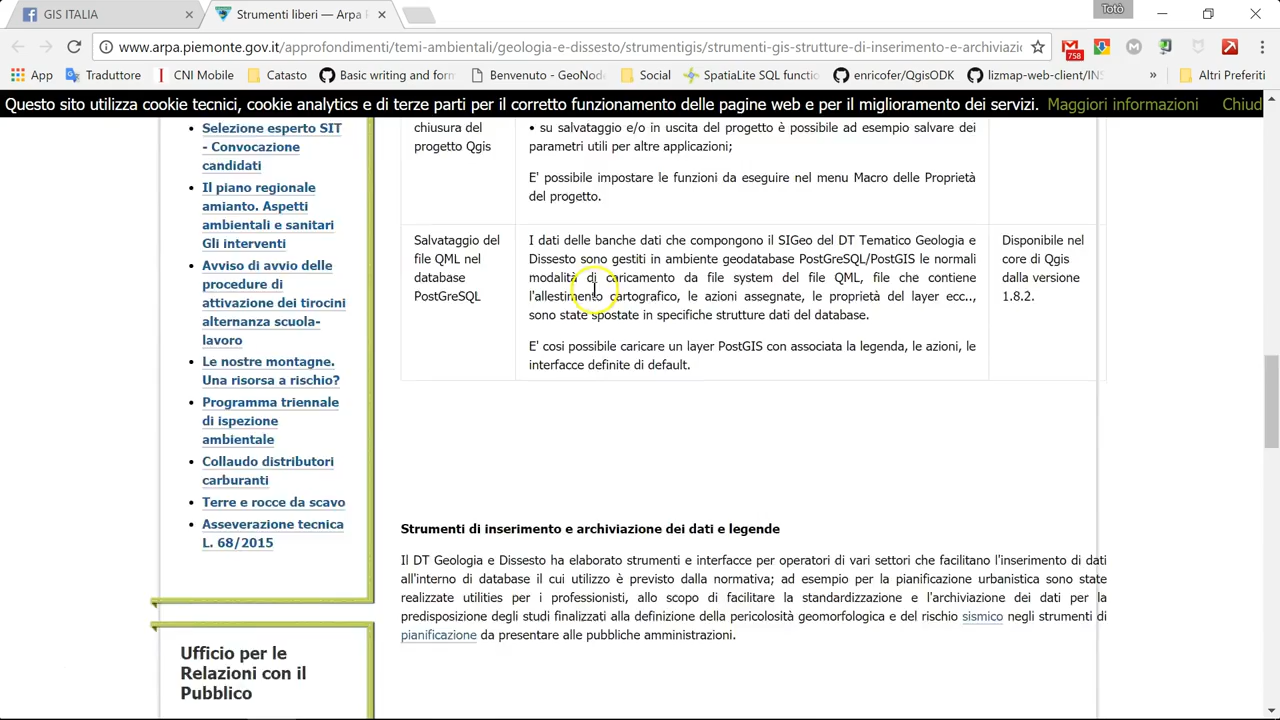 GIS ITALIA
Strumenti liberi — Arpa P
Totò
www.arpa.piemonte.gov.it/approfondimenti/temi-ambientali/geologia-e-dissesto/strumentigis/strumenti-gis-strutture-di-inserimento-e-archiviazic
758
App
Traduttore
CNI Mobile
Catasto
Basic writing and form
Benvenuto - GeoNode
Social
SpatiaLite SQL functio
enricofer/QgisODK
lizmap-web-client/INS
»
Altri Preferiti
Questo sito utilizza cookie tecnici, cookie analytics e di terze parti per il corretto funzionamento delle pagine web e per il miglioramento dei servizi. Maggiori informazioni Chiud
Selezione esperto SIT
- Convocazione
candidati
Il piano regionale
amianto. Aspetti
ambientali e sanitari
Gli interventi
Avviso di avvio delle
procedure di
attivazione dei tirocini
alternanza scuola-
lavoro
Le nostre montagne.
Una risorsa a rischio?
Programma triennale
di ispezione
ambientale
Collaudo distributori
carburanti
Terre e rocce da scavo
Asseverazione tecnica
L. 68/2015
Ufficio per le
Relazioni con il
Pubblico
chiusura del
progetto Qgis
• su salvataggio e/o in uscita del progetto è possibile ad esempio salvare dei
parametri utili per altre applicazioni;
E' possibile impostare le funzioni da eseguire nel menu Macro delle Proprietà
del progetto.
Salvataggio del
file QML nel
database
PostGreSQL
I dati delle banche dati che compongono il SIGeo del DT Tematico Geologia e
Dissesto sono gestiti in ambiente geodatabase PostGreSQL/PostGIS le normali
modalità di caricamento da file system del file QML, file che contiene
l'allestimento cartografico, le azioni assegnate, le proprietà del layer ecc..,
sono state spostate in specifiche strutture dati del database.
E' cosi possibile caricare un layer PostGIS con associata la legenda, le azioni, le
interfacce definite di default.
Disponibile nel
core di Qgis
dalla versione
1.8.2.
Strumenti di inserimento e archiviazione dei dati e legende
Il DT Geologia e Dissesto ha elaborato strumenti e interfacce per operatori di vari settori che facilitano l'inserimento di dati
all'interno di database il cui utilizzo è previsto dalla normativa; ad esempio per la pianificazione urbanistica sono state
realizzate utilities per i professionisti, allo scopo di facilitare la standardizzazione e l'archiviazione dei dati per la
predisposizione degli studi finalizzati alla definizione della pericolosità geomorfologica e del rischio sismico negli strumenti di
pianificazione da presentare alle pubbliche amministrazioni.